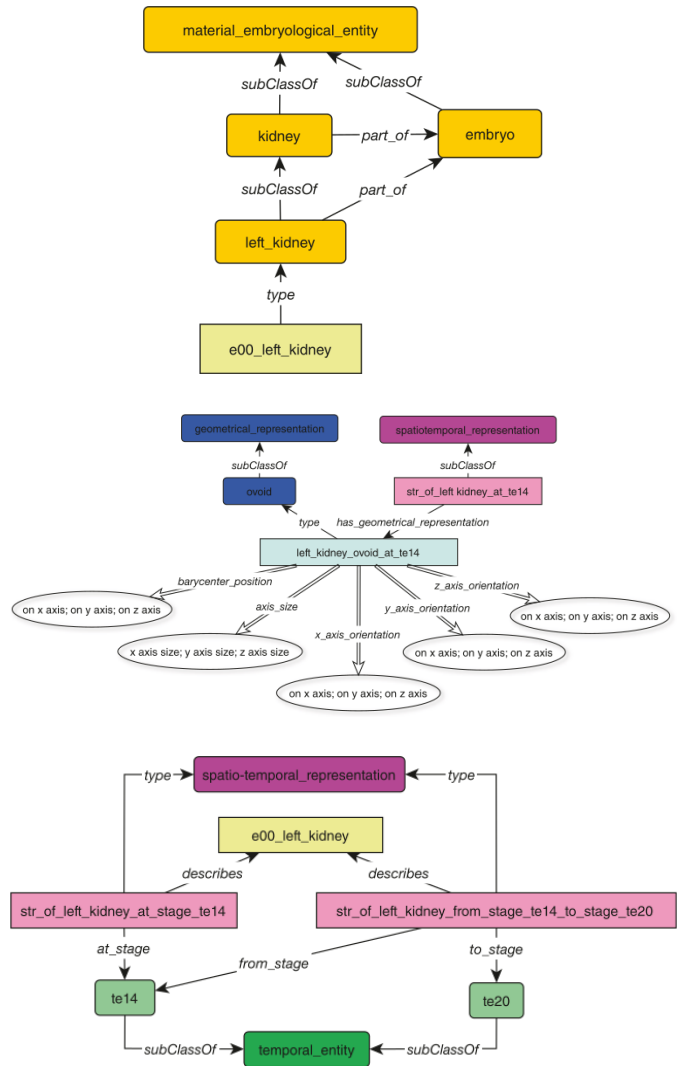 material_embryological_entity
subClassOf
subClassOf
kidney
part_of
embryo
subClassOf
part_of
left_kidney
type
e00_left_kidney
geometrical_representation
spatiotemporal_representation
subClassOf
subClassOf
ovoid
str_of_left kidney_at_te14
type
has_geometrical_representation
left_kidney_ovoid_at_te14
barycenter_position
z_axis_orientation
axis_size
y_axis_orientation
on x axis; on y axis; on z axis
on x axis; on y axis; on z axis
x_axis_orientation
x axis size; y axis size; z axis size
on x axis; on y axis; on z axis
on x axis; on y axis; on z axis
type
spatio-temporal_representation
type
e00_left_kidney
describes
describes
str_of_left_kidney_at_stage_te14
str_of_left_kidney_from_stage_te14_to_stage_te20
at_stage
from_stage
to_stage
te14
te20
subClassOf
temporal_entity
subClassOf